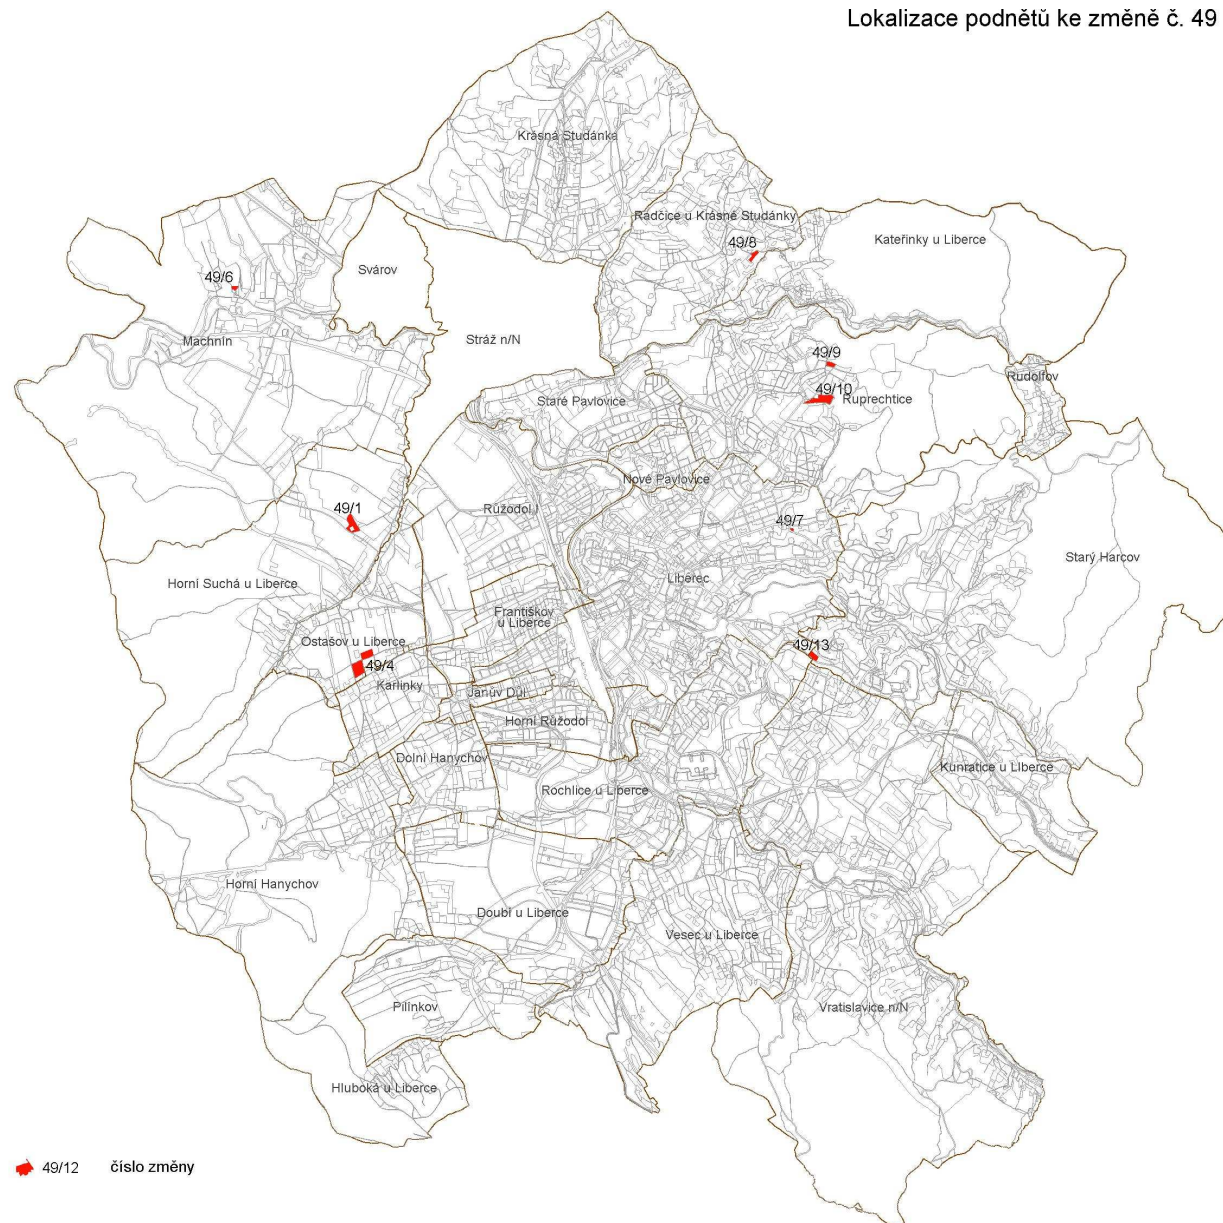 Lokalizace podnětů ke změně č. 49
Krásná Studánka
Radčice u Krásné Studánky
Kateřinky u Liberce
49/8
Svárov
49/6
Machnín
Stráž n/N
49/9
Rudolfov
49/10
Ruprechtice
Staré Pavlovice
Nové Pavlovice
49/1
Růžodol I
49/7
Starý Harcov
Liberec
Horní Suchá u Liberce
Františkov
u Liberce
Ostašov u Liberce
49/13
49/4
Karlinky
Janův Důl
Horní Růžodol
Dolní Hanychov
Kunratice u Liberce
Rochlice u Liberce
Horní Hanychov
Doubí u Liberce
Vesec u Liberce
Pilínkov
Vratislavice n/N
Hluboká u Liberce
49/12 číslo změny